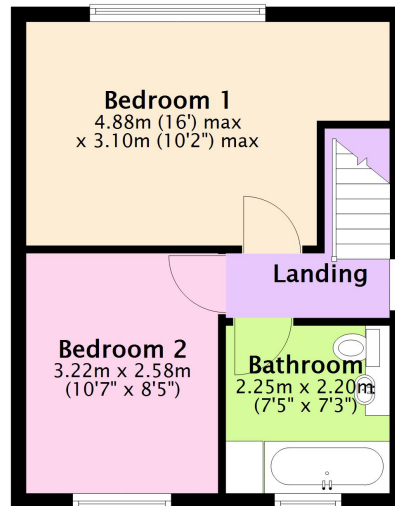 Bedroom 1
4.88m (16') max
x 3.10m (10'2") max
Landing
Bedroom 2
3.22m x 2.58m
(10'7" x 8'5")
Bathroom
2.25m x 2.20m
(7'5" x 7'3")